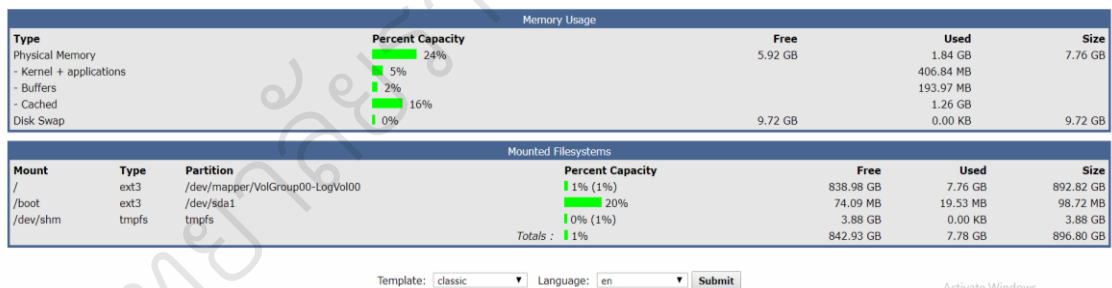 Memory Usage
Type Percent Capacity Free Used Size
Physical Memory 24% 5.92 GB 1.84 GB 7.76 GB
- Kernel + applications 5% 406.84 MB
- Buffers 2% 193.97 MB
- Cached 16% 1.26 GB
Disk Swap 0% 9.72 GB 0.00 KB 9.72 GB
Mounted Filesystems
Mount Type Partition Percent Capacity Free Used Size
/ ext3 /dev/mapper/VolGroup00-LogVol00 1% (1%) 838.98 GB 7.76 GB 892.82 GB
/boot ext3 /dev/sda1 20% 74.09 MB 19.53 MB 98.72 MB
/dev/shm tmpfs tmpfs 0% (1%) 3.88 GB 0.00 KB 3.88 GB
Totals : 1% 842.93 GB 7.78 GB 896.80 GB
Template: classic Language: en Submit
Activate Windows